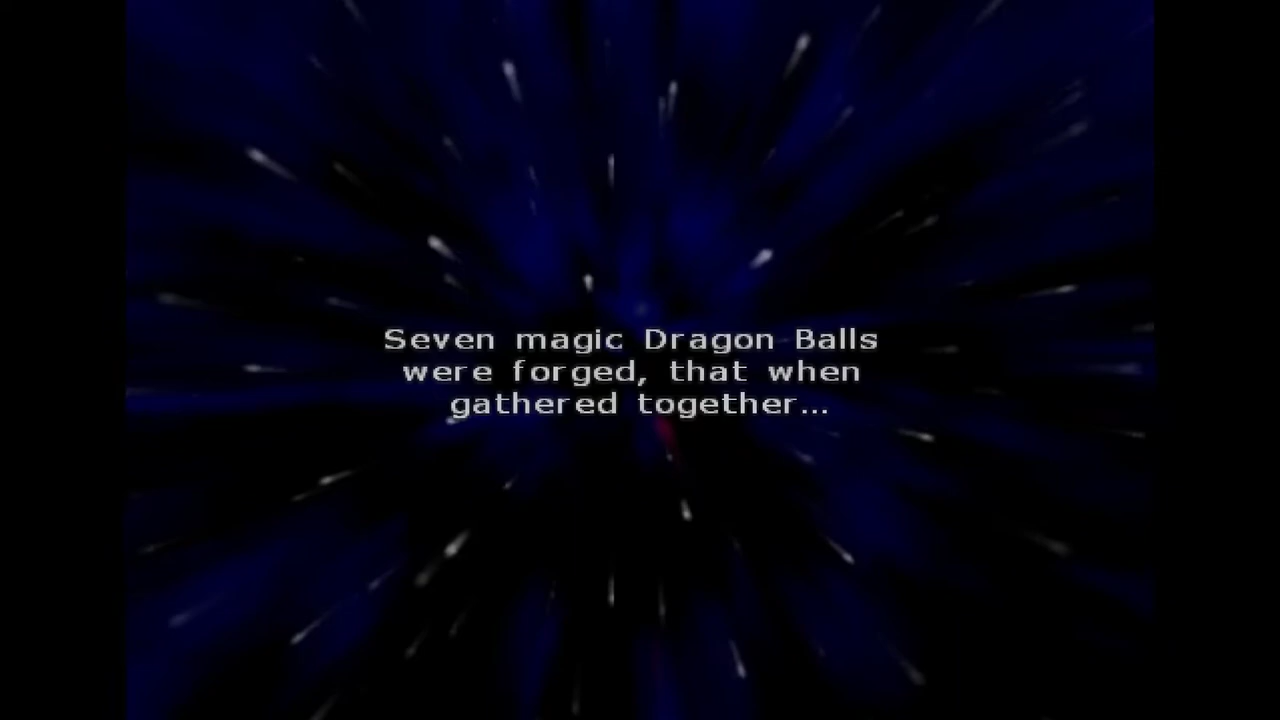 Seven magic Dragon Balls
were forged, that when
gathered together...